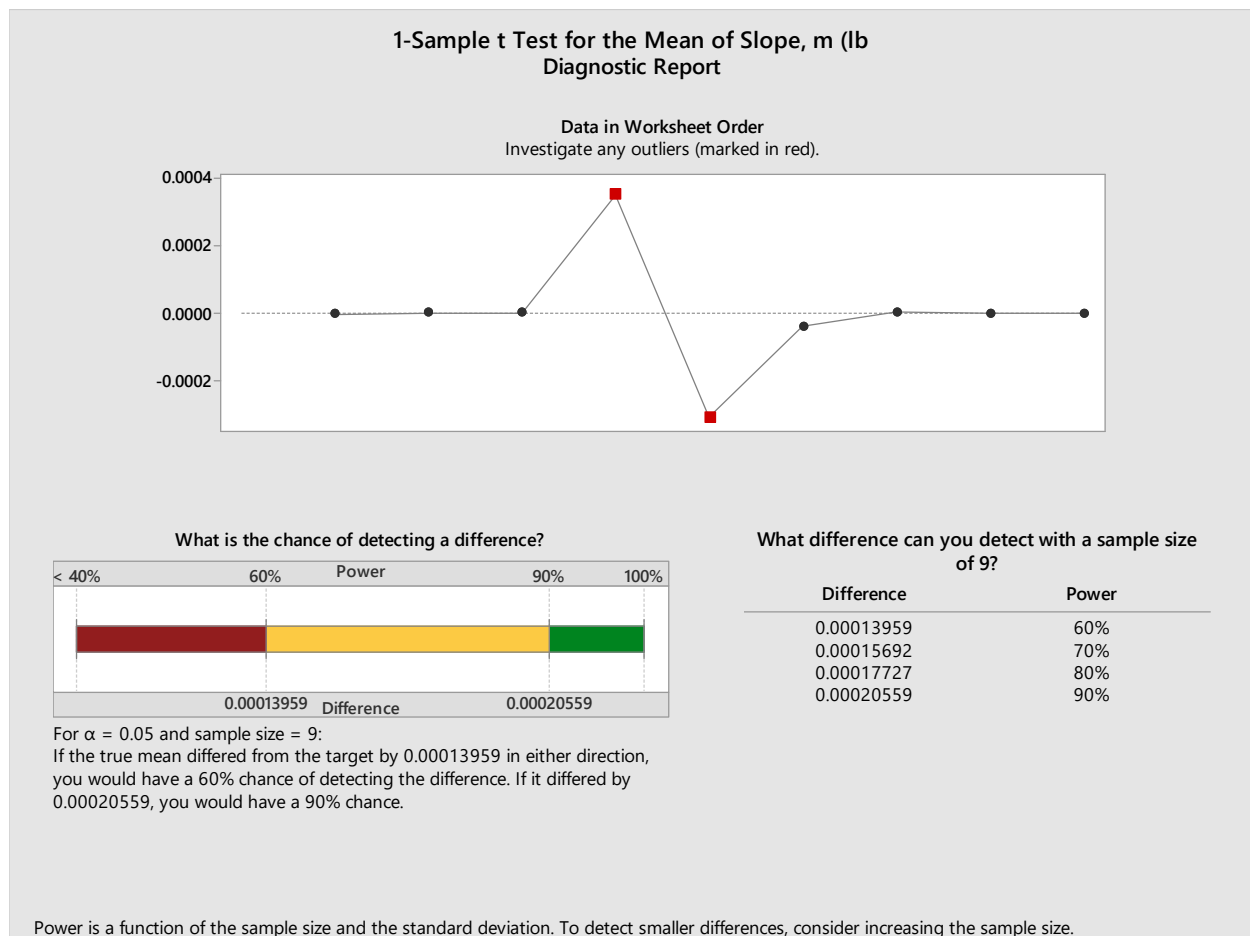 1-Sample t Test for the Mean of Slope, m (lb
Diagnostic Report
Data in Worksheet Order
Investigate any outliers (marked in red).
0.0004
0.0002
0.0000
-0.0002
What is the chance of detecting a difference?
< 40% 60% Power 90% 100%
0.00013959 Difference 0.00020559
For α = 0.05 and sample size = 9:
If the true mean differed from the target by 0.00013959 in either direction,
you would have a 60% chance of detecting the difference. If it differed by
0.00020559, you would have a 90% chance.
What difference can you detect with a sample size
of 9?
Difference Power
0.00013959 60%
0.00015692 70%
0.00017727 80%
0.00020559 90%
Power is a function of the sample size and the standard deviation. To detect smaller differences, consider increasing the sample size.